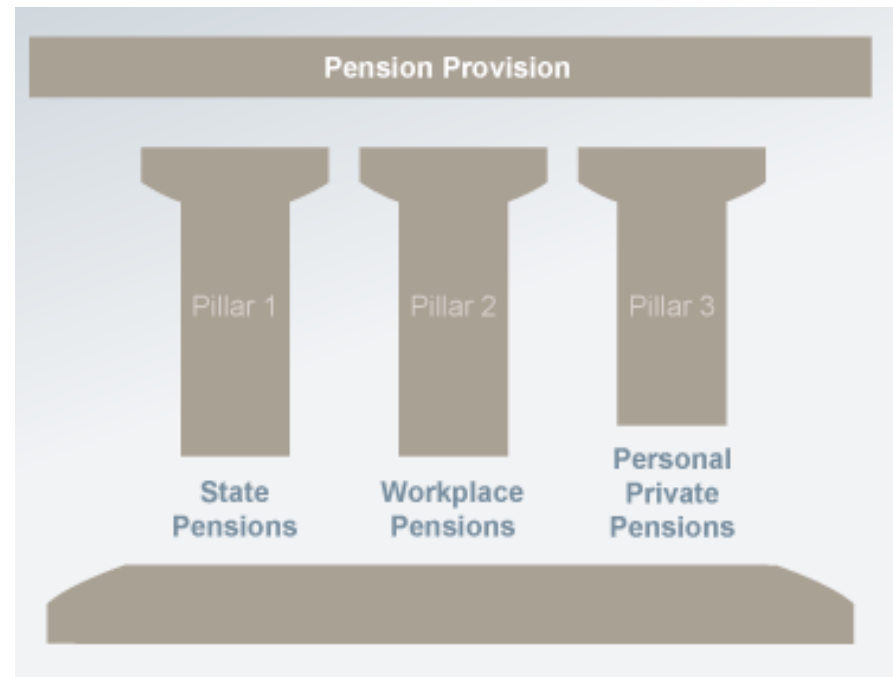 Pension Provision
Pillar 1
Pillar 2
Pillar 3
State
Pensions
Workplace
Pensions
Personal
Private
Pensions